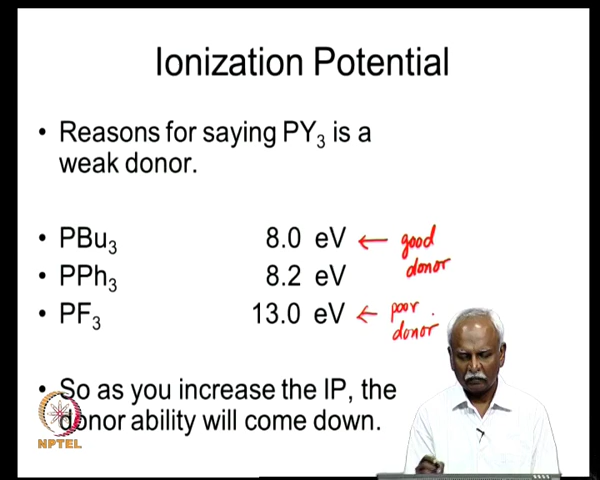 Ionization Potential
• Reasons for saying PY₃ is a
weak donor.
• PBu₃ 8.0 eV ← good
donor
• PPh₃ 8.2 eV
• PF₃ 13.0 eV ← poor
donor
• So as you increase the IP, the
donor ability will come down.
NPTEL